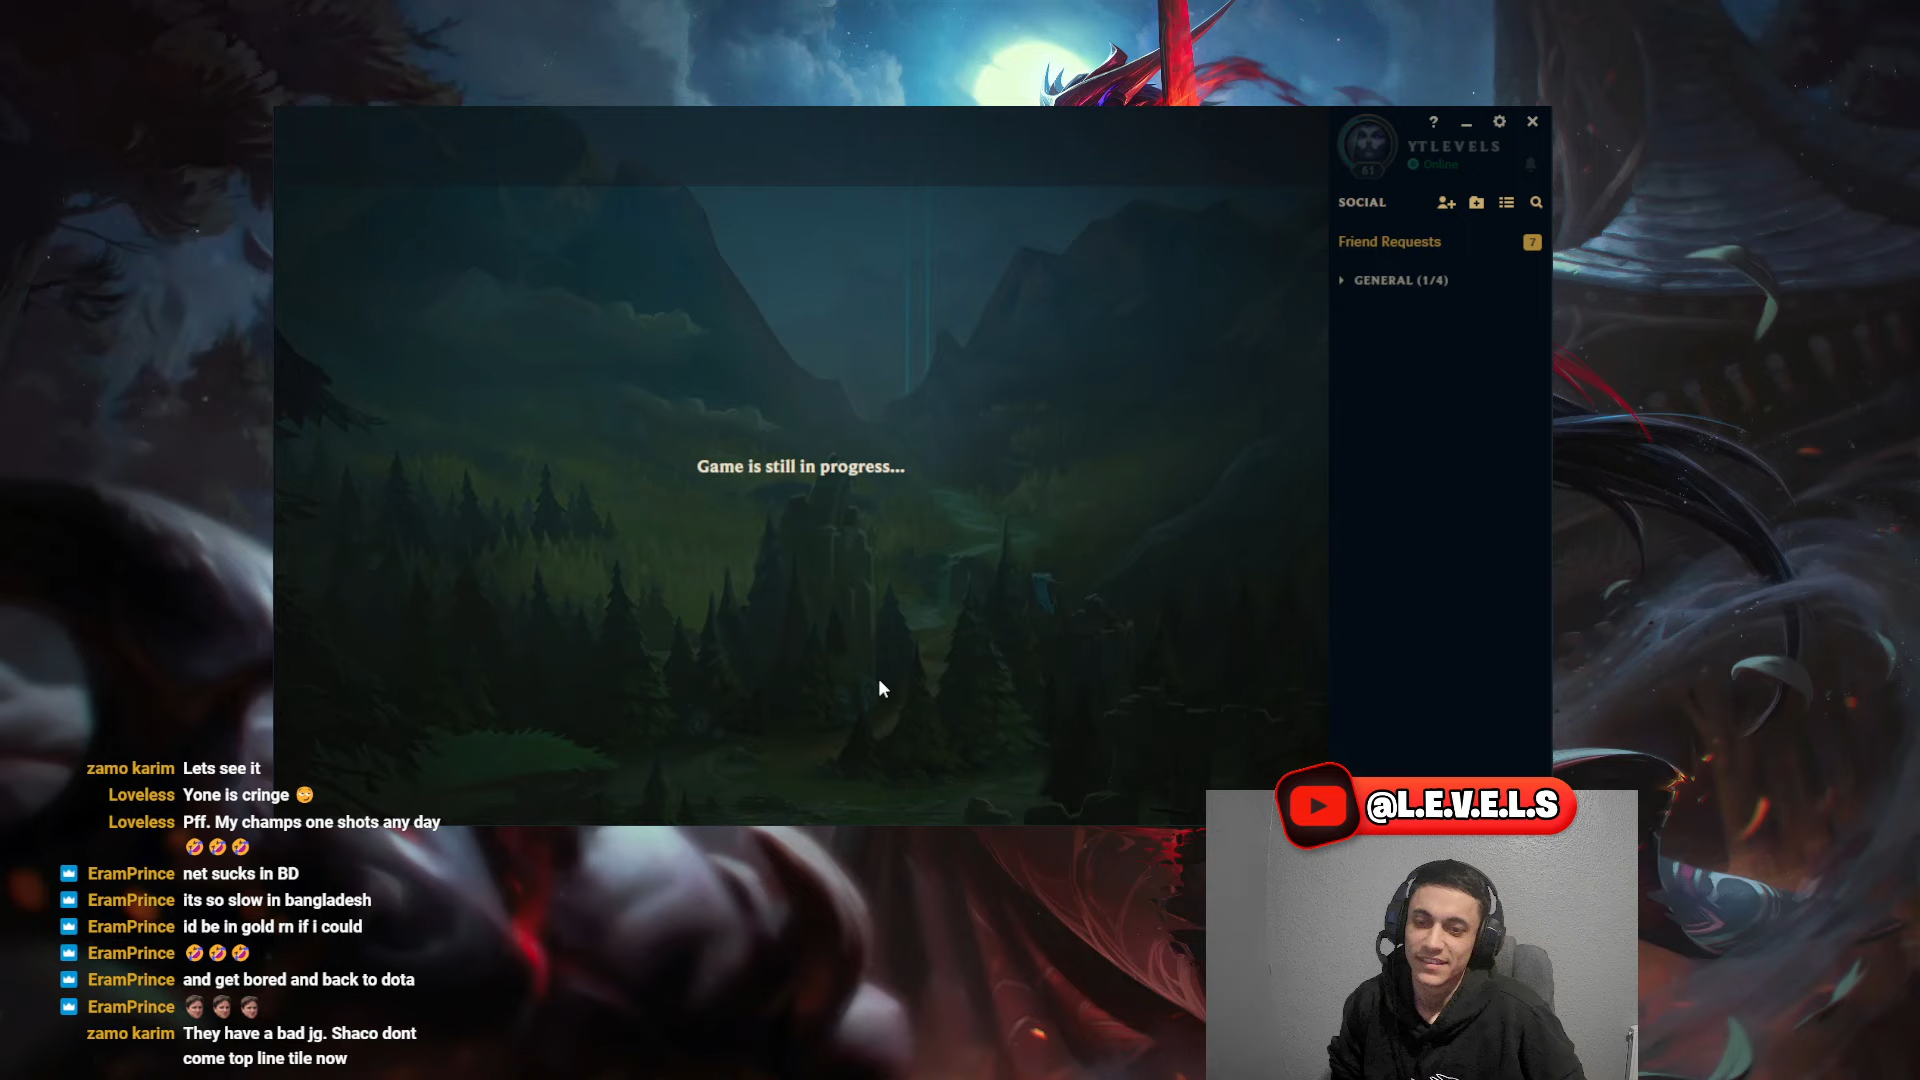 ?
YTLEVELS
61
Online
SOCIAL
Friend Requests 7
GENERAL (1/4)
Game is still in progress...
@L.E.V.E.L.S
zamo karim Lets see it
Loveless Yone is cringe 🙄
Loveless Pff. My champs one shots any day
🤣 🤣 🤣
EramPrince net sucks in BD
EramPrince its so slow in bangladesh
EramPrince id be in gold rn if i could
EramPrince 🤣 🤣 🤣
EramPrince and get bored and back to dota
EramPrince
zamo karim They have a bad jg. Shaco dont
come top line tile now